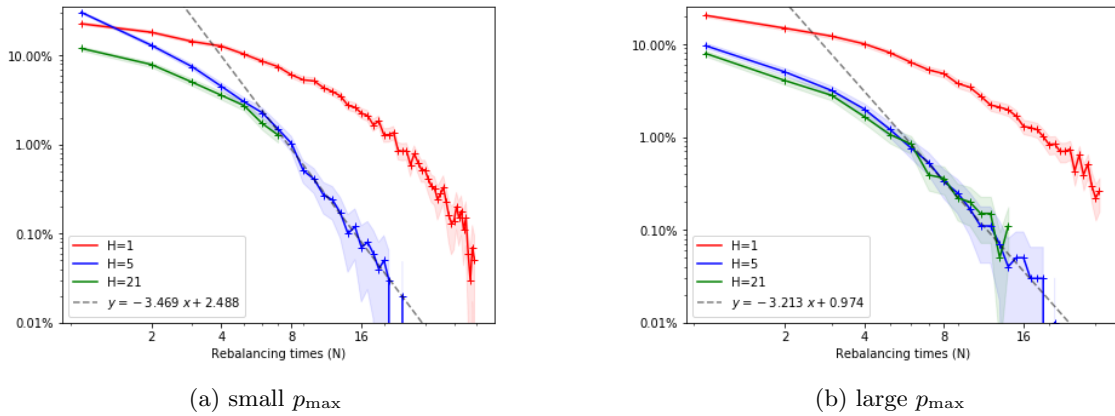 10.00%
1.00%
0.10%
0.01%
H=1
H=5
H=21
y = −3.469 x + 2.488
2 4 8 16
Rebalancing times (N)
(a) small pmax
10.00%
1.00%
0.10%
0.01%
H=1
H=5
H=21
y = −3.213 x + 0.974
2 4 8 16
Rebalancing times (N)
(b) large pmax